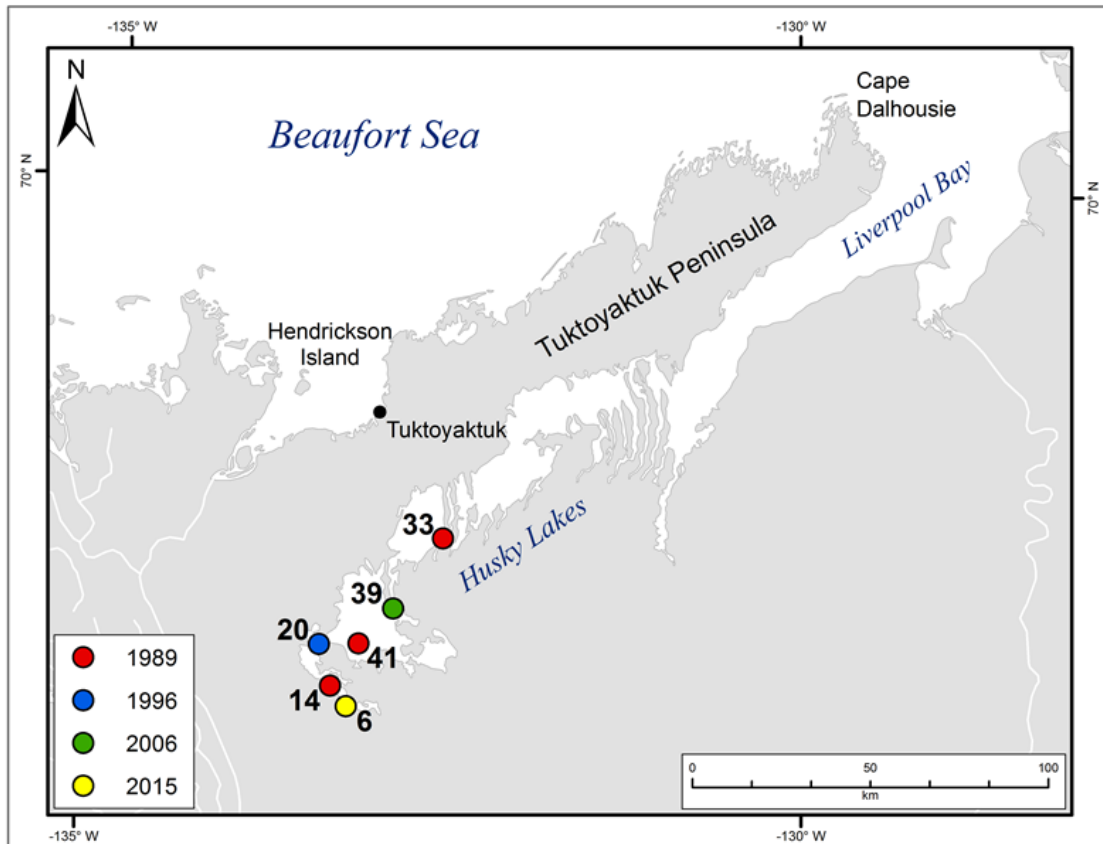 -135° W
-130° W
N
Cape
Dalhousie
Beaufort Sea
70° N
70° N
Liverpool Bay
Tuktoyaktuk Peninsula
Hendrickson
Island
Tuktoyaktuk
33
Husky Lakes
39
20
41
14
6
1989
1996
2006
2015
0
50
100
km
-135° W
-130° W